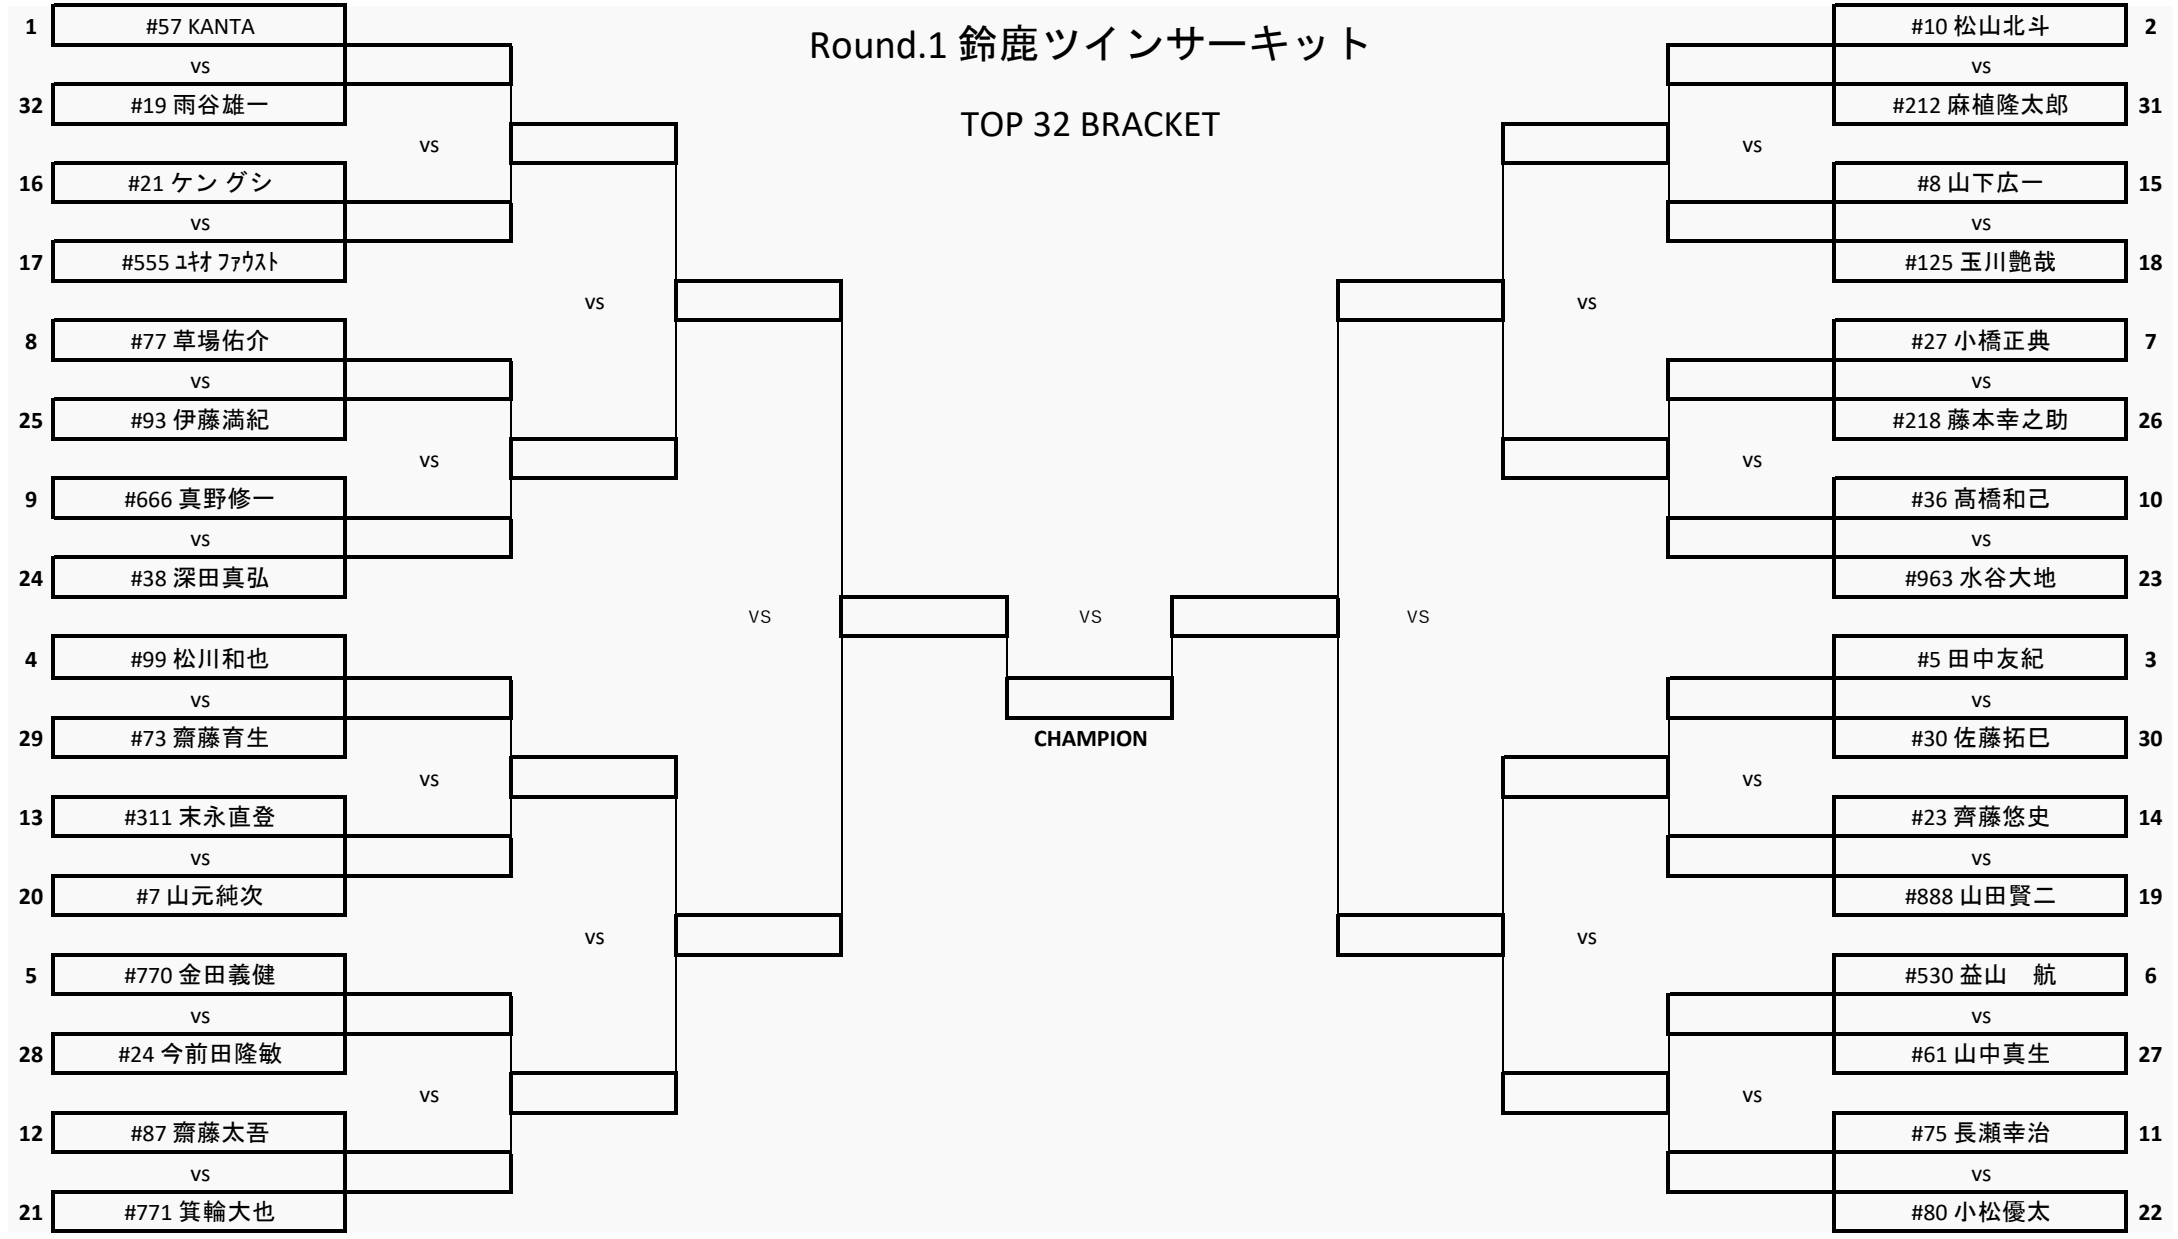 Round.1 鈴鹿ツインサーキット
TOP 32 BRACKET
1 #57 KANTA
vs
32 #19 雨谷雄一
vs
16 #21 ケン グシ
vs
17 #555 ﾕｷｵ ﾌｧｳｽﾄ
vs
8 #77 草場佑介
vs
25 #93 伊藤満紀
vs
9 #666 真野修一
vs
24 #38 深田真弘
vs
4 #99 松川和也
vs
29 #73 齋藤育生
vs
13 #311 末永直登
vs
20 #7 山元純次
vs
5 #770 金田義健
vs
28 #24 今前田隆敏
vs
12 #87 齋藤太吾
vs
21 #771 箕輪大也
vs
CHAMPION
#10 松山北斗 2
vs
#212 麻植隆太郎 31
vs
#8 山下広一 15
vs
#125 玉川艶哉 18
vs
#27 小橋正典 7
vs
#218 藤本幸之助 26
vs
#36 髙橋和己 10
vs
#963 水谷大地 23
vs
#5 田中友紀 3
vs
#30 佐藤拓巳 30
vs
#23 齊藤悠史 14
vs
#888 山田賢二 19
vs
#530 益山　航 6
vs
#61 山中真生 27
vs
#75 長瀬幸治 11
vs
#80 小松優太 22